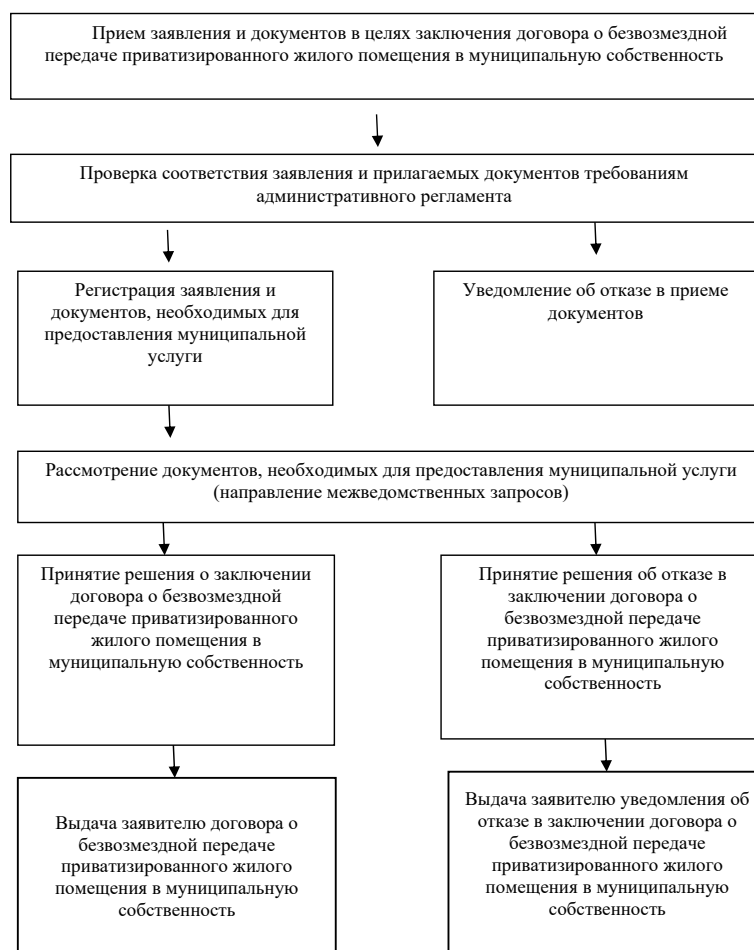 Прием заявления и документов в целях заключения договора о безвозмездной
передаче приватизированного жилого помещения в муниципальную собственность
Проверка соответствия заявления и прилагаемых документов требованиям
административного регламента
Регистрация заявления и
документов, необходимых для
предоставления муниципальной
услуги
Уведомление об отказе в приеме
документов
Рассмотрение документов, необходимых для предоставления муниципальной услуги
(направление межведомственных запросов)
Принятие решения о заключении
договора о безвозмездной
передаче приватизированного
жилого помещения в
муниципальную собственность
Принятие решения об отказе в
заключении договора о
безвозмездной передаче
приватизированного жилого
помещения в муниципальную
собственность
Выдача заявителю договора о
безвозмездной передаче
приватизированного жилого
помещения в муниципальную
собственность
Выдача заявителю уведомления об
отказе в заключении договора о
безвозмездной передаче
приватизированного жилого
помещения в муниципальную
собственность